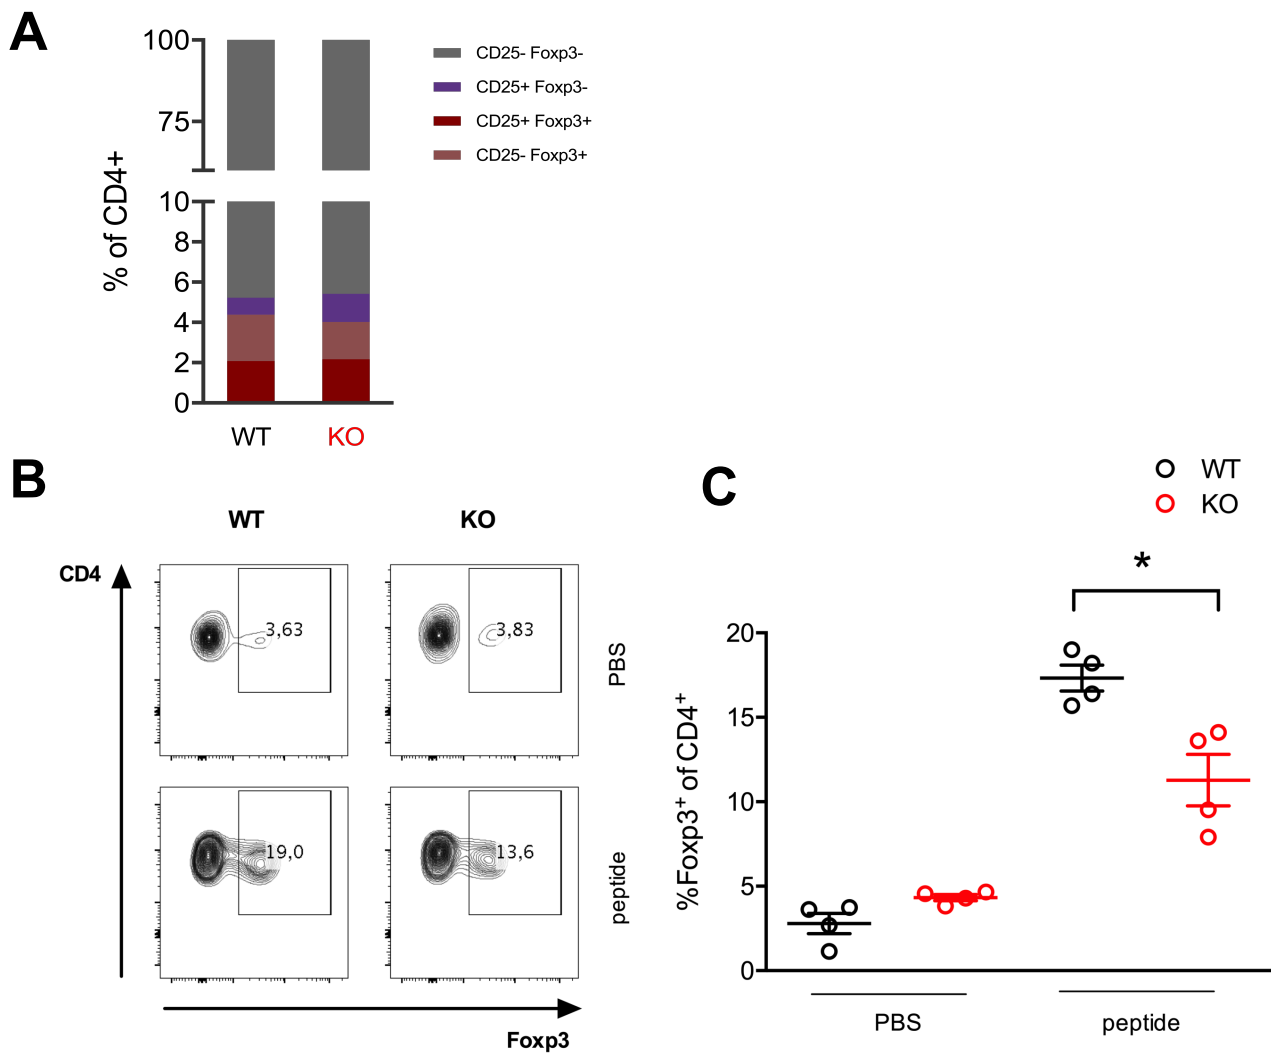 A
100
75
10
8
6
4
2
0
% of CD4+
WT
KO
CD25- Foxp3-
CD25+ Foxp3-
CD25+ Foxp3+
CD25- Foxp3+
B
WT
KO
CD4
3,63
3,83
PBS
19,0
13,6
peptide
Foxp3
C
WT
KO
*
20
15
10
5
0
%Foxp3+ of CD4+
PBS
peptide